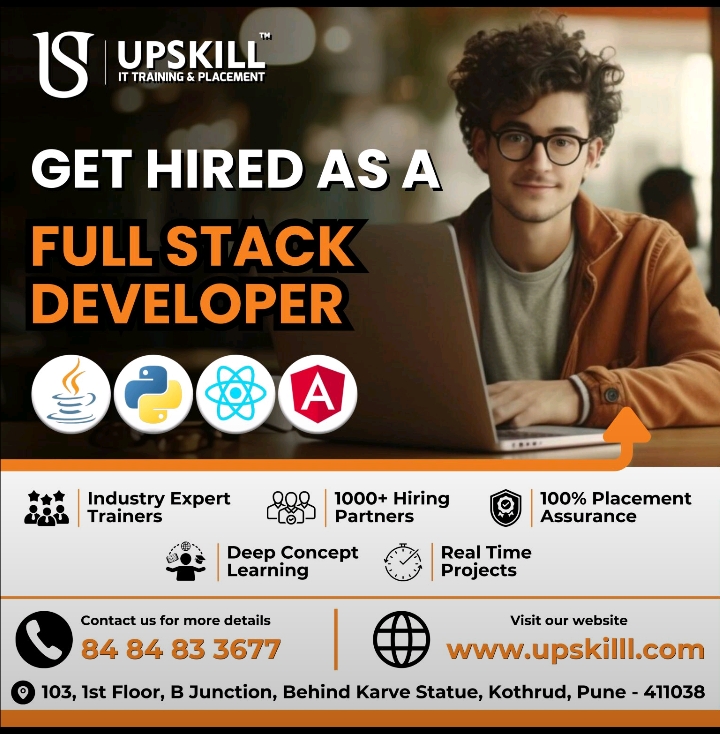 UPSKILL™
IT TRAINING & PLACEMENT
GET HIRED AS A
FULL STACK
DEVELOPER
Industry Expert
Trainers
1000+ Hiring
Partners
100% Placement
Assurance
Deep Concept
Learning
Real Time
Projects
Contact us for more details
84 84 83 3677
Visit our website
www.upskilll.com
103, 1st Floor, B Junction, Behind Karve Statue, Kothrud, Pune - 411038